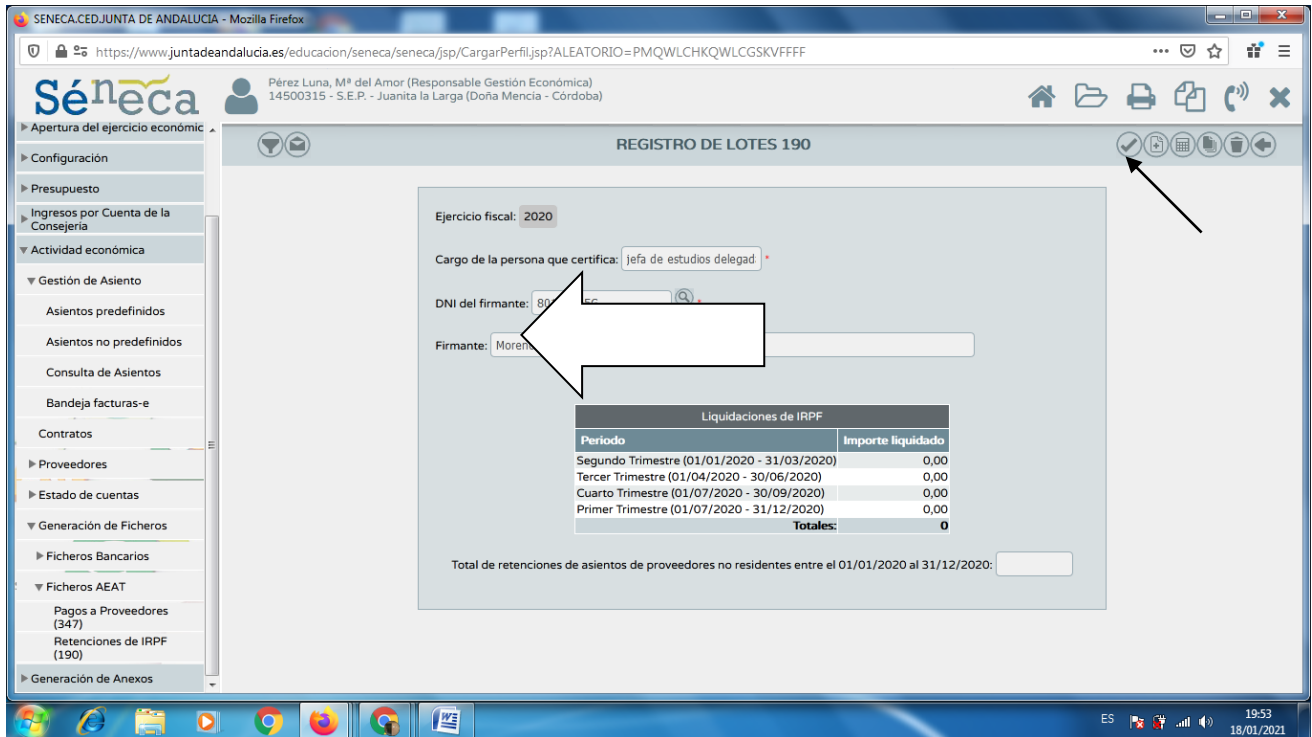 SENECA.CED.JUNTA DE ANDALUCIA - Mozilla Firefox
https://www.juntadeandalucia.es/educacion/seneca/seneca/jsp/CargarPerfil.jsp?ALEATORIO=PMQWLCHKQWLCGSKVFFFF
Séneca
Pérez Luna, Mª del Amor (Responsable Gestión Económica)
14500315 - S.E.P. - Juanita la Larga (Doña Mencía - Córdoba)
Apertura del ejercicio económic
Configuración
Presupuesto
Ingresos por Cuenta de la
Consejería
Actividad económica
Gestión de Asiento
Asientos predefinidos
Asientos no predefinidos
Consulta de Asientos
Bandeja facturas-e
Contratos
Proveedores
Estado de cuentas
Generación de Ficheros
Ficheros Bancarios
Ficheros AEAT
Pagos a Proveedores
(347)
Retenciones de IRPF
(190)
Generación de Anexos
REGISTRO DE LOTES 190
Ejercicio fiscal: 2020
Cargo de la persona que certifica: jefa de estudios delegad *
DNI del firmante: 80 *
Firmante: Moreno
Liquidaciones de IRPF
Periodo Importe liquidado
Segundo Trimestre (01/01/2020 - 31/03/2020) 0,00
Tercer Trimestre (01/04/2020 - 30/06/2020) 0,00
Cuarto Trimestre (01/07/2020 - 30/09/2020) 0,00
Primer Trimestre (01/07/2020 - 31/12/2020) 0,00
Totales: 0
Total de retenciones de asientos de proveedores no residentes entre el 01/01/2020 al 31/12/2020:
ES
19:53
18/01/2021